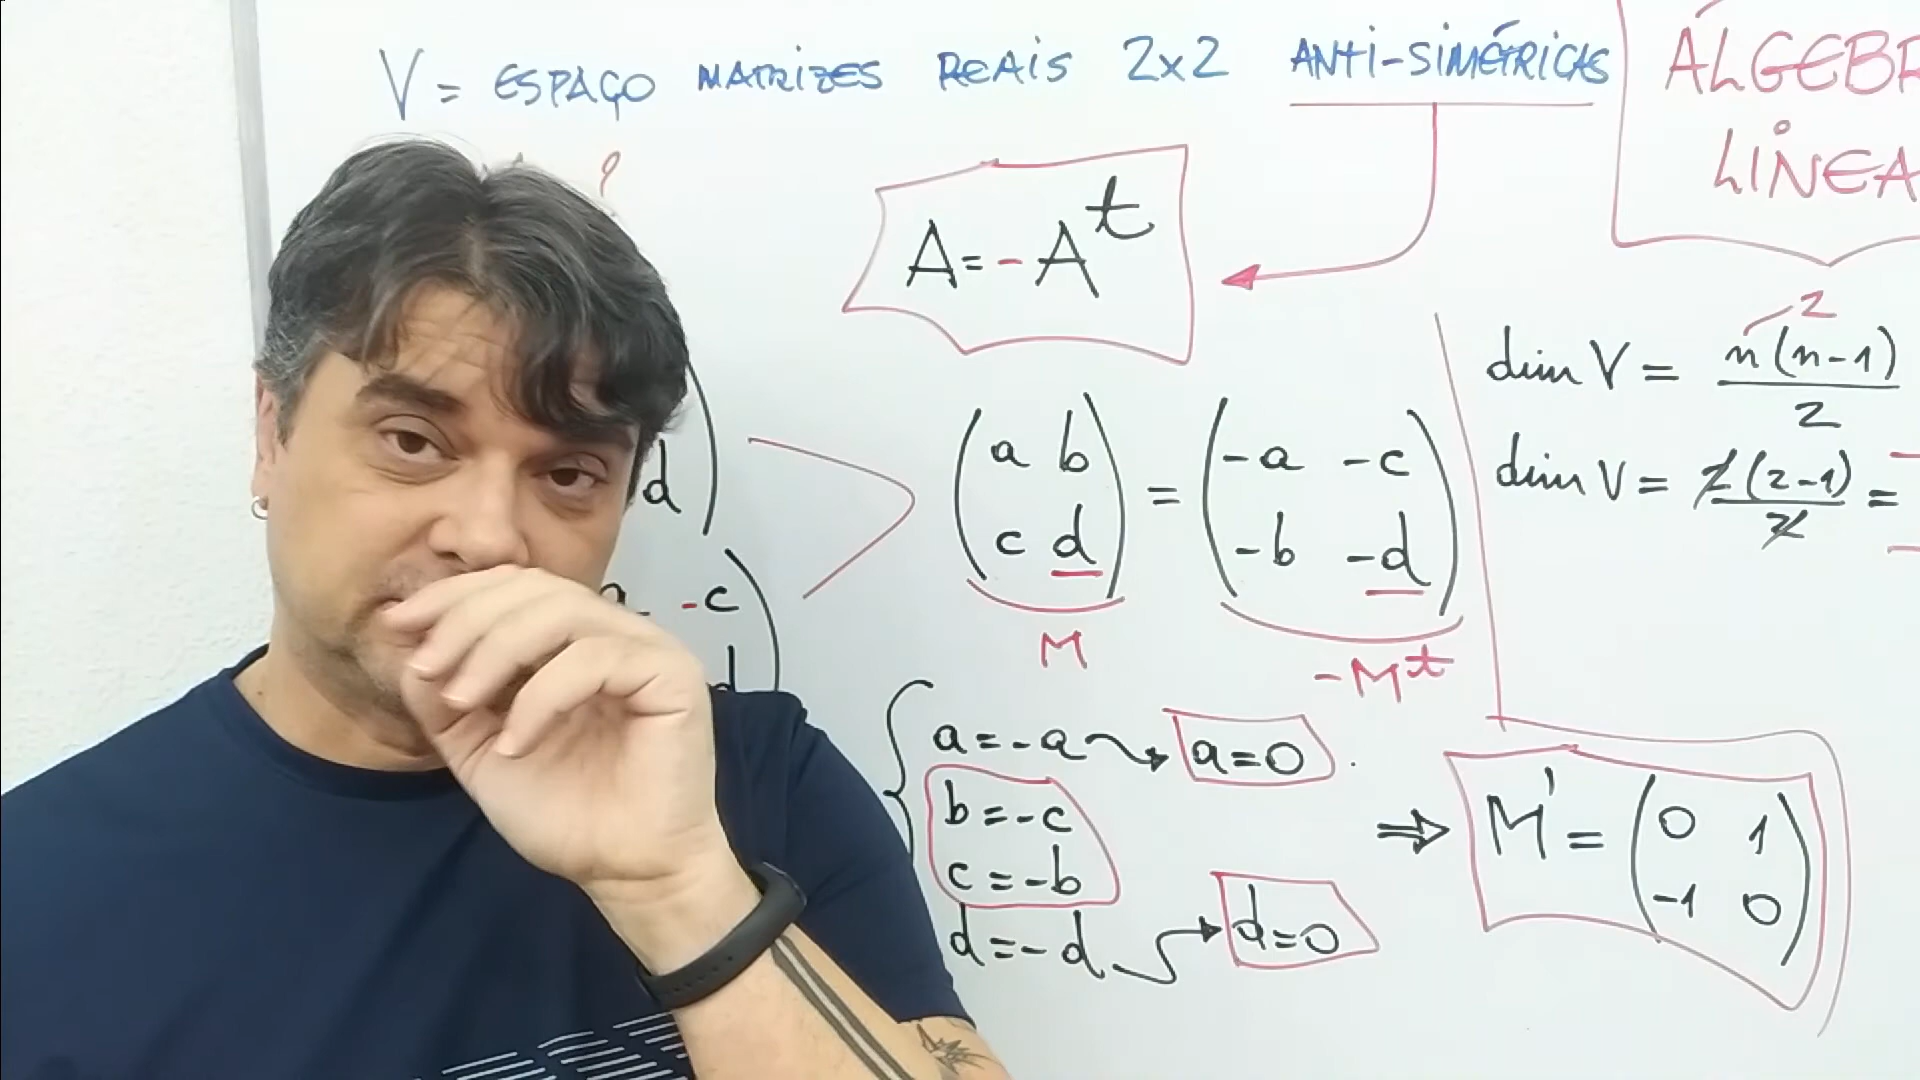 V = ESPAÇO MATRIZES REAIS 2x2 ANTI-SIMÉTRICAS
ÁLGEBR
LINEA
?
A = -A^t
d
-c
d
(a b
c d) = (-a -c
-b -d)
M
-M^t
a = -a → a=0
b = -c
c = -b
d = -d → d=0
2
dim V = n(n-1)/2
dim V = 2(2-1)/2 =
⇒ M' = (0 1
-1 0)